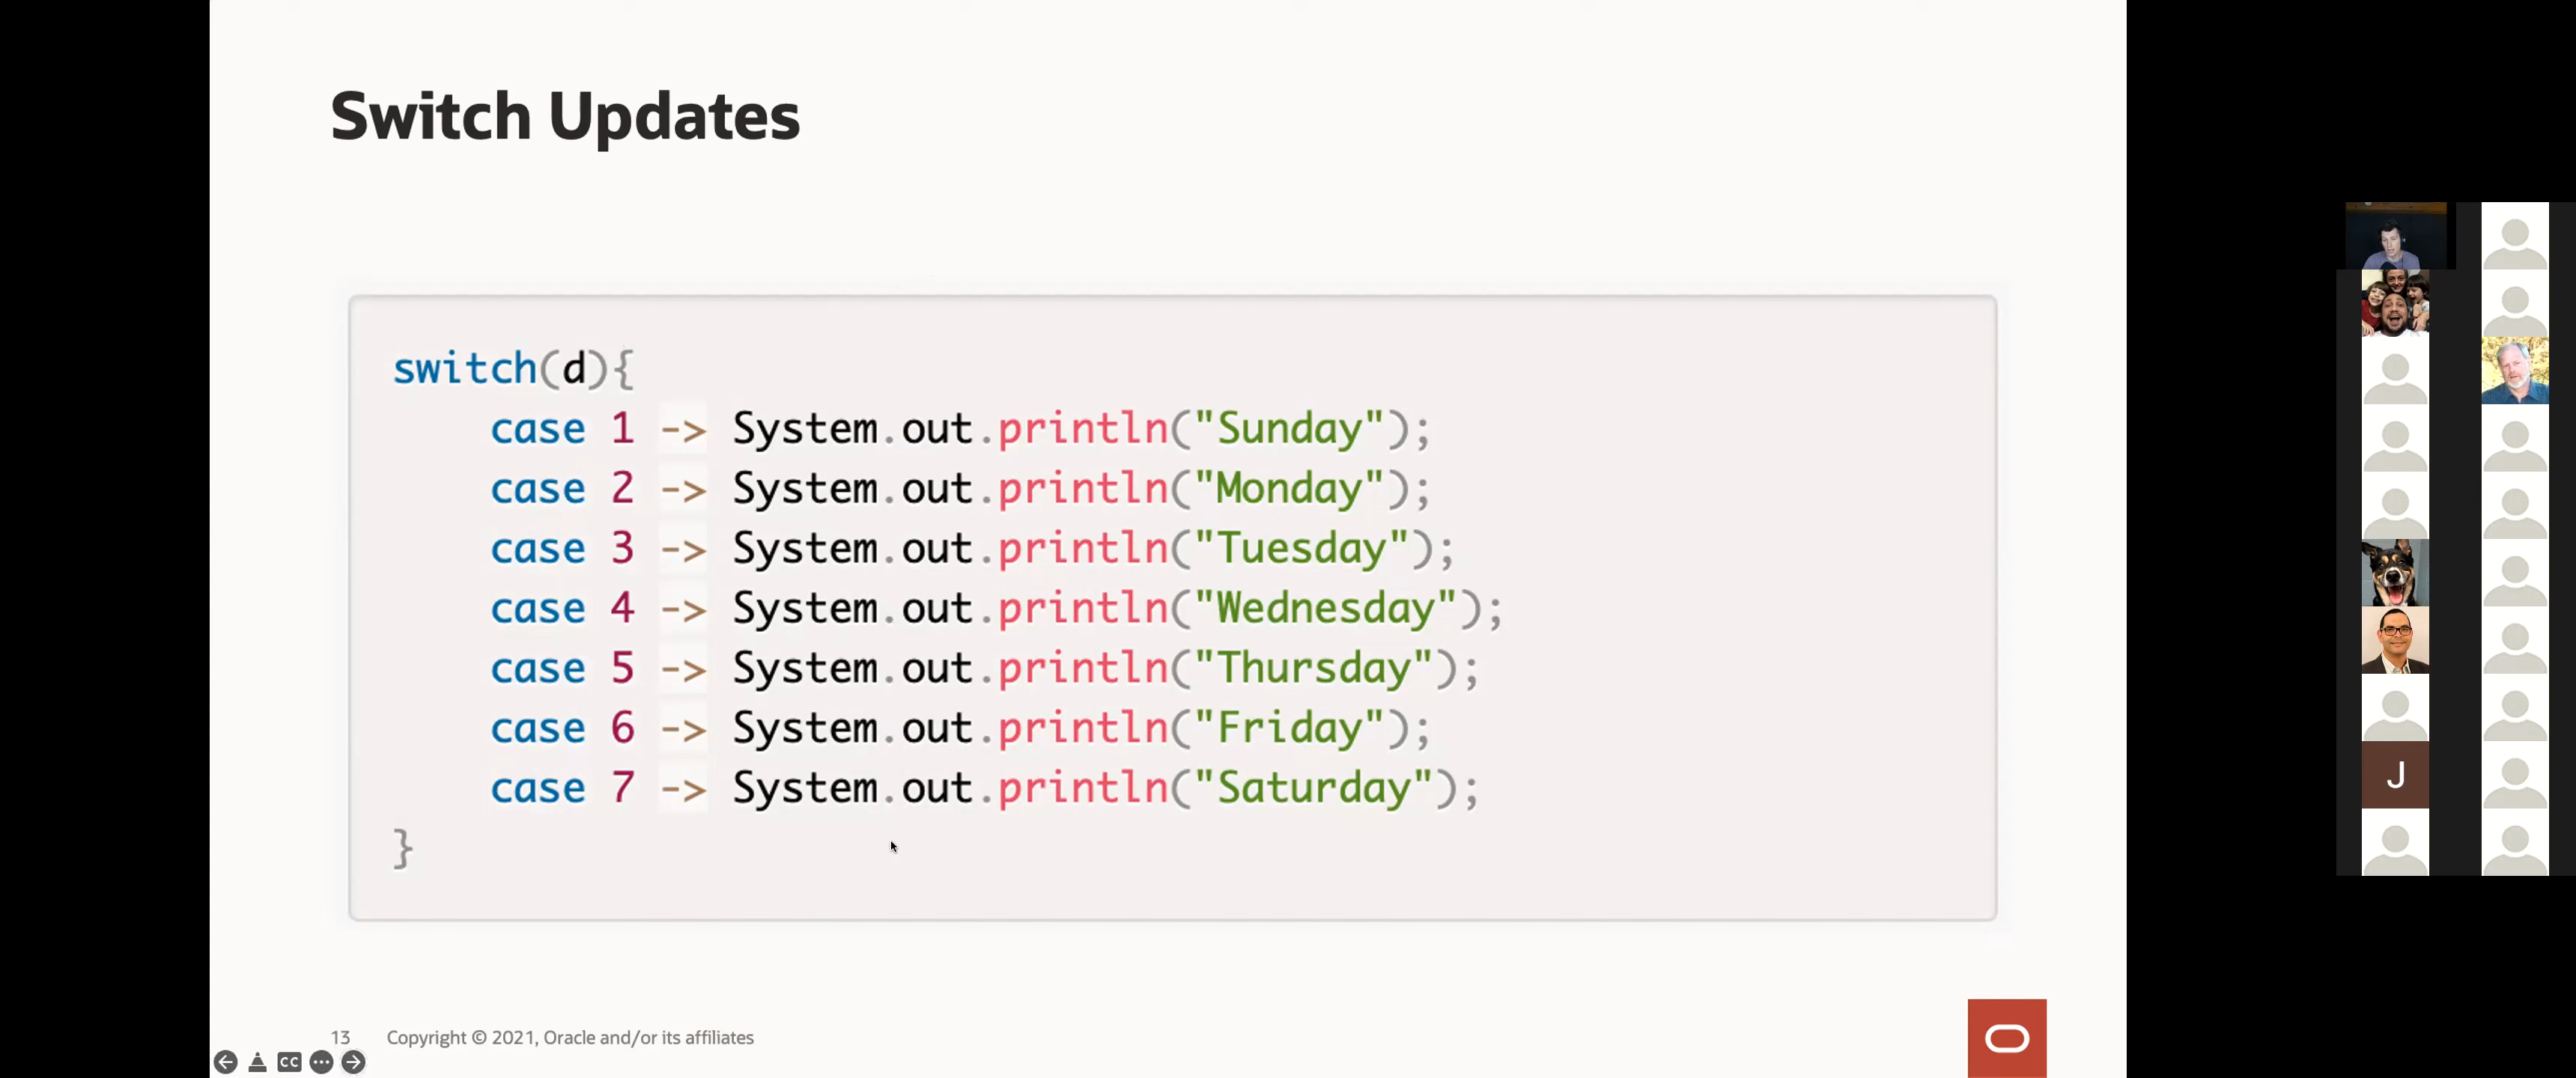 Switch Updates
switch(d){
    case 1 -> System.out.println("Sunday");
    case 2 -> System.out.println("Monday");
    case 3 -> System.out.println("Tuesday");
    case 4 -> System.out.println("Wednesday");
    case 5 -> System.out.println("Thursday");
    case 6 -> System.out.println("Friday");
    case 7 -> System.out.println("Saturday");
}
J
13 Copyright © 2021, Oracle and/or its affiliates
CC